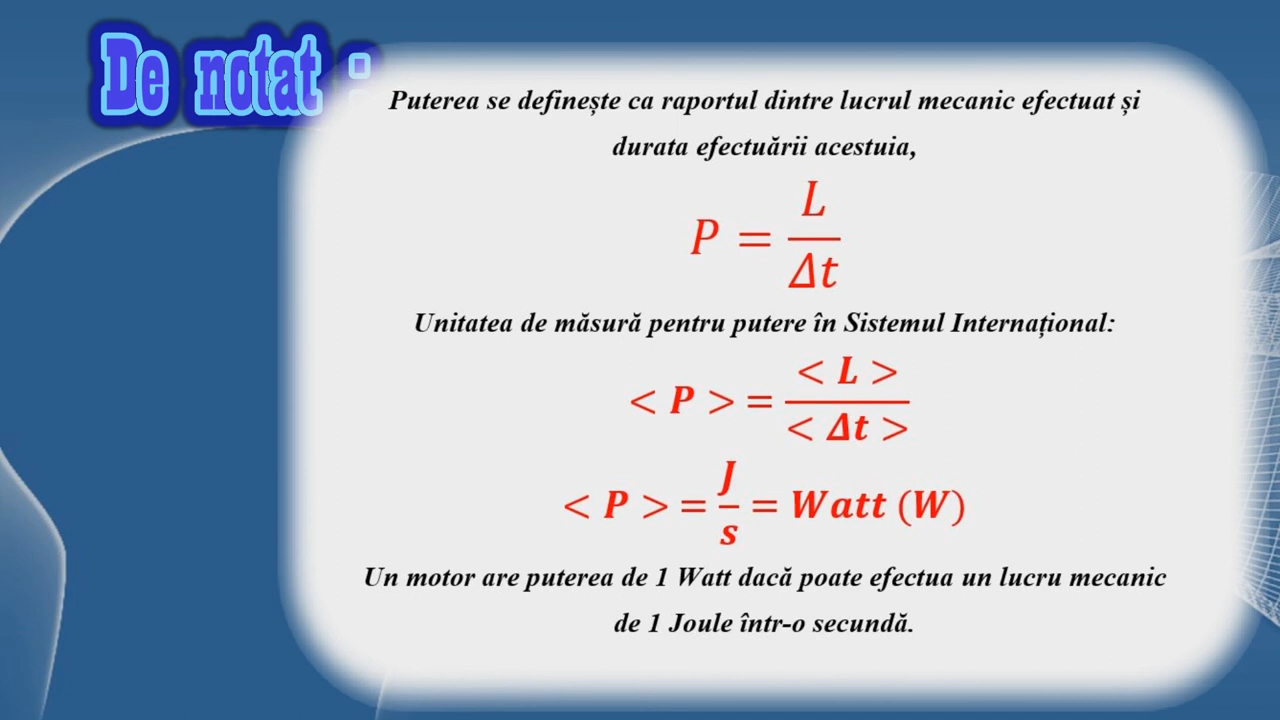 De notat :
Puterea se definește ca raportul dintre lucrul mecanic efectuat și
durata efectuării acestuia,
P = L / Δt
Unitatea de măsură pentru putere în Sistemul Internațional:
< P > = < L > / < Δt >
< P > = J / s = Watt (W)
Un motor are puterea de 1 Watt dacă poate efectua un lucru mecanic
de 1 Joule într-o secundă.